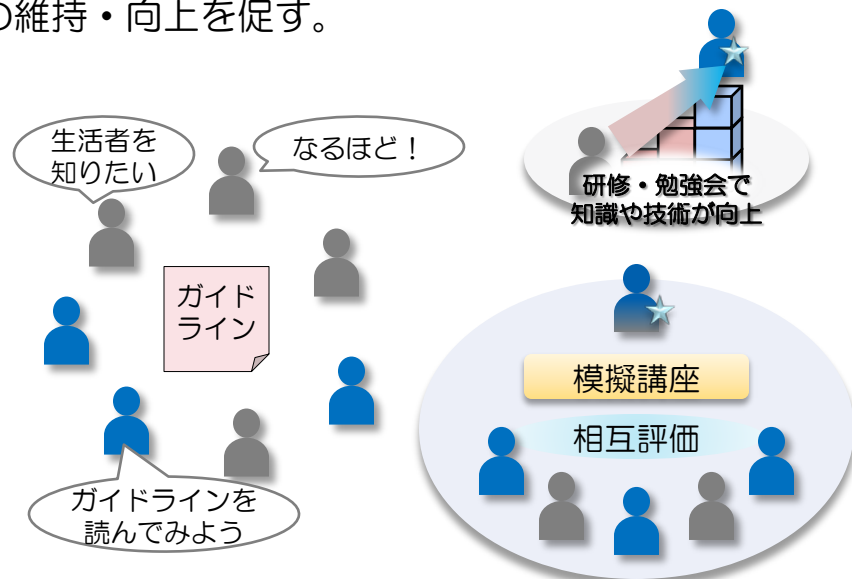 の維持・向上を促す。
生活者を
知りたい
なるほど！
ガイド
ライン
ガイドラインを
読んでみよう
研修・勉強会で
知識や技術が向上
模擬講座
相互評価